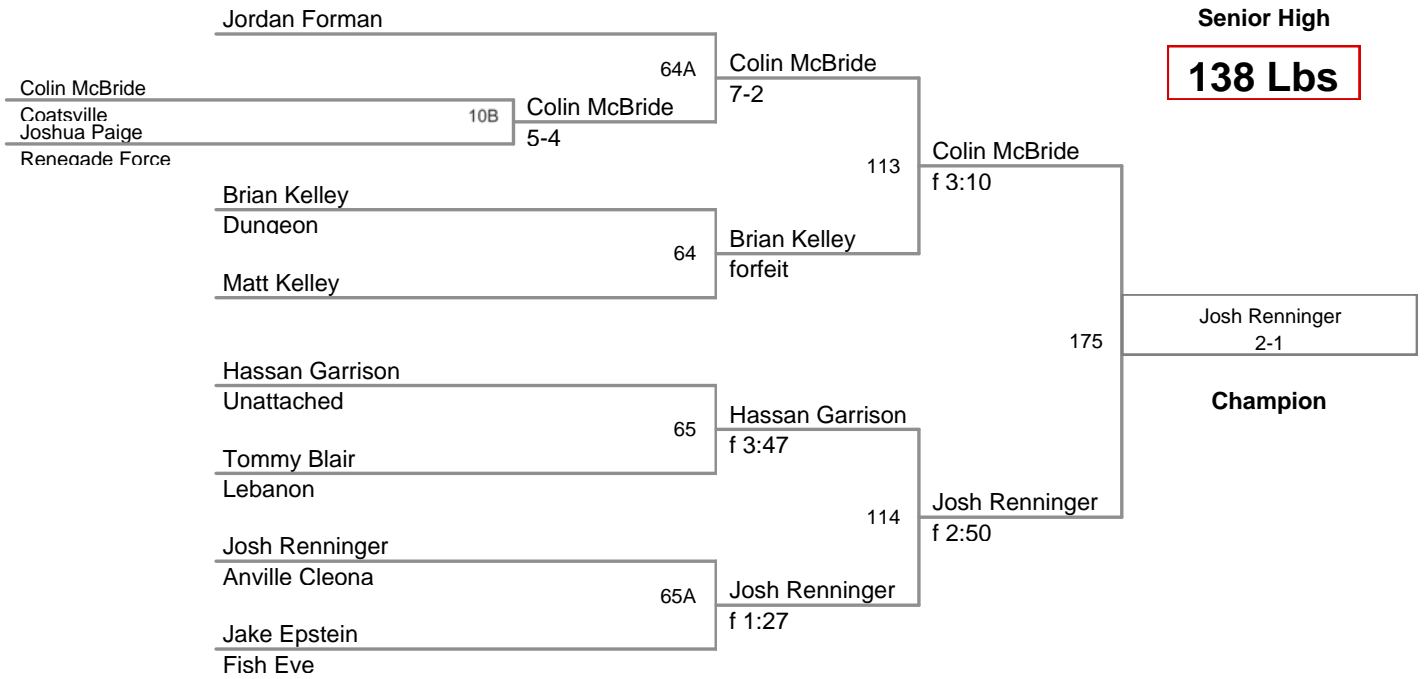 Jordan Forman
Senior High
138 Lbs
64A
Colin McBride
7-2
Colin McBride
Coatsville
10B
Colin McBride
5-4
Joshua Paige
Renegade Force
113
Colin McBride
f 3:10
Brian Kelley
Dungeon
64
Brian Kelley
forfeit
Matt Kelley
175
Josh Renninger
2-1
Champion
Hassan Garrison
Unattached
65
Hassan Garrison
f 3:47
Tommy Blair
Lebanon
114
Josh Renninger
f 2:50
Josh Renninger
Anville Cleona
65A
Josh Renninger
f 1:27
Jake Epstein
Fish Eye